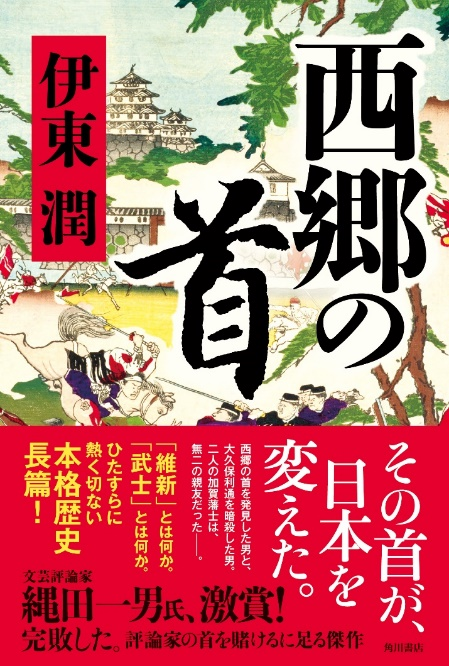 西郷の
首
伊東 潤
その首が、
日本を
変えた。
西郷の首を発見した男と、
大久保利通を暗殺した男。
二人の加賀藩士は、
無二の親友だった――。
「維新」とは何か。
「武士」とは何か。
ひたすらに
熱く切ない
本格歴史
長篇！
文芸評論家
縄田一男氏、激賞！
完敗した。評論家の首を賭けるに足る傑作
角川書店